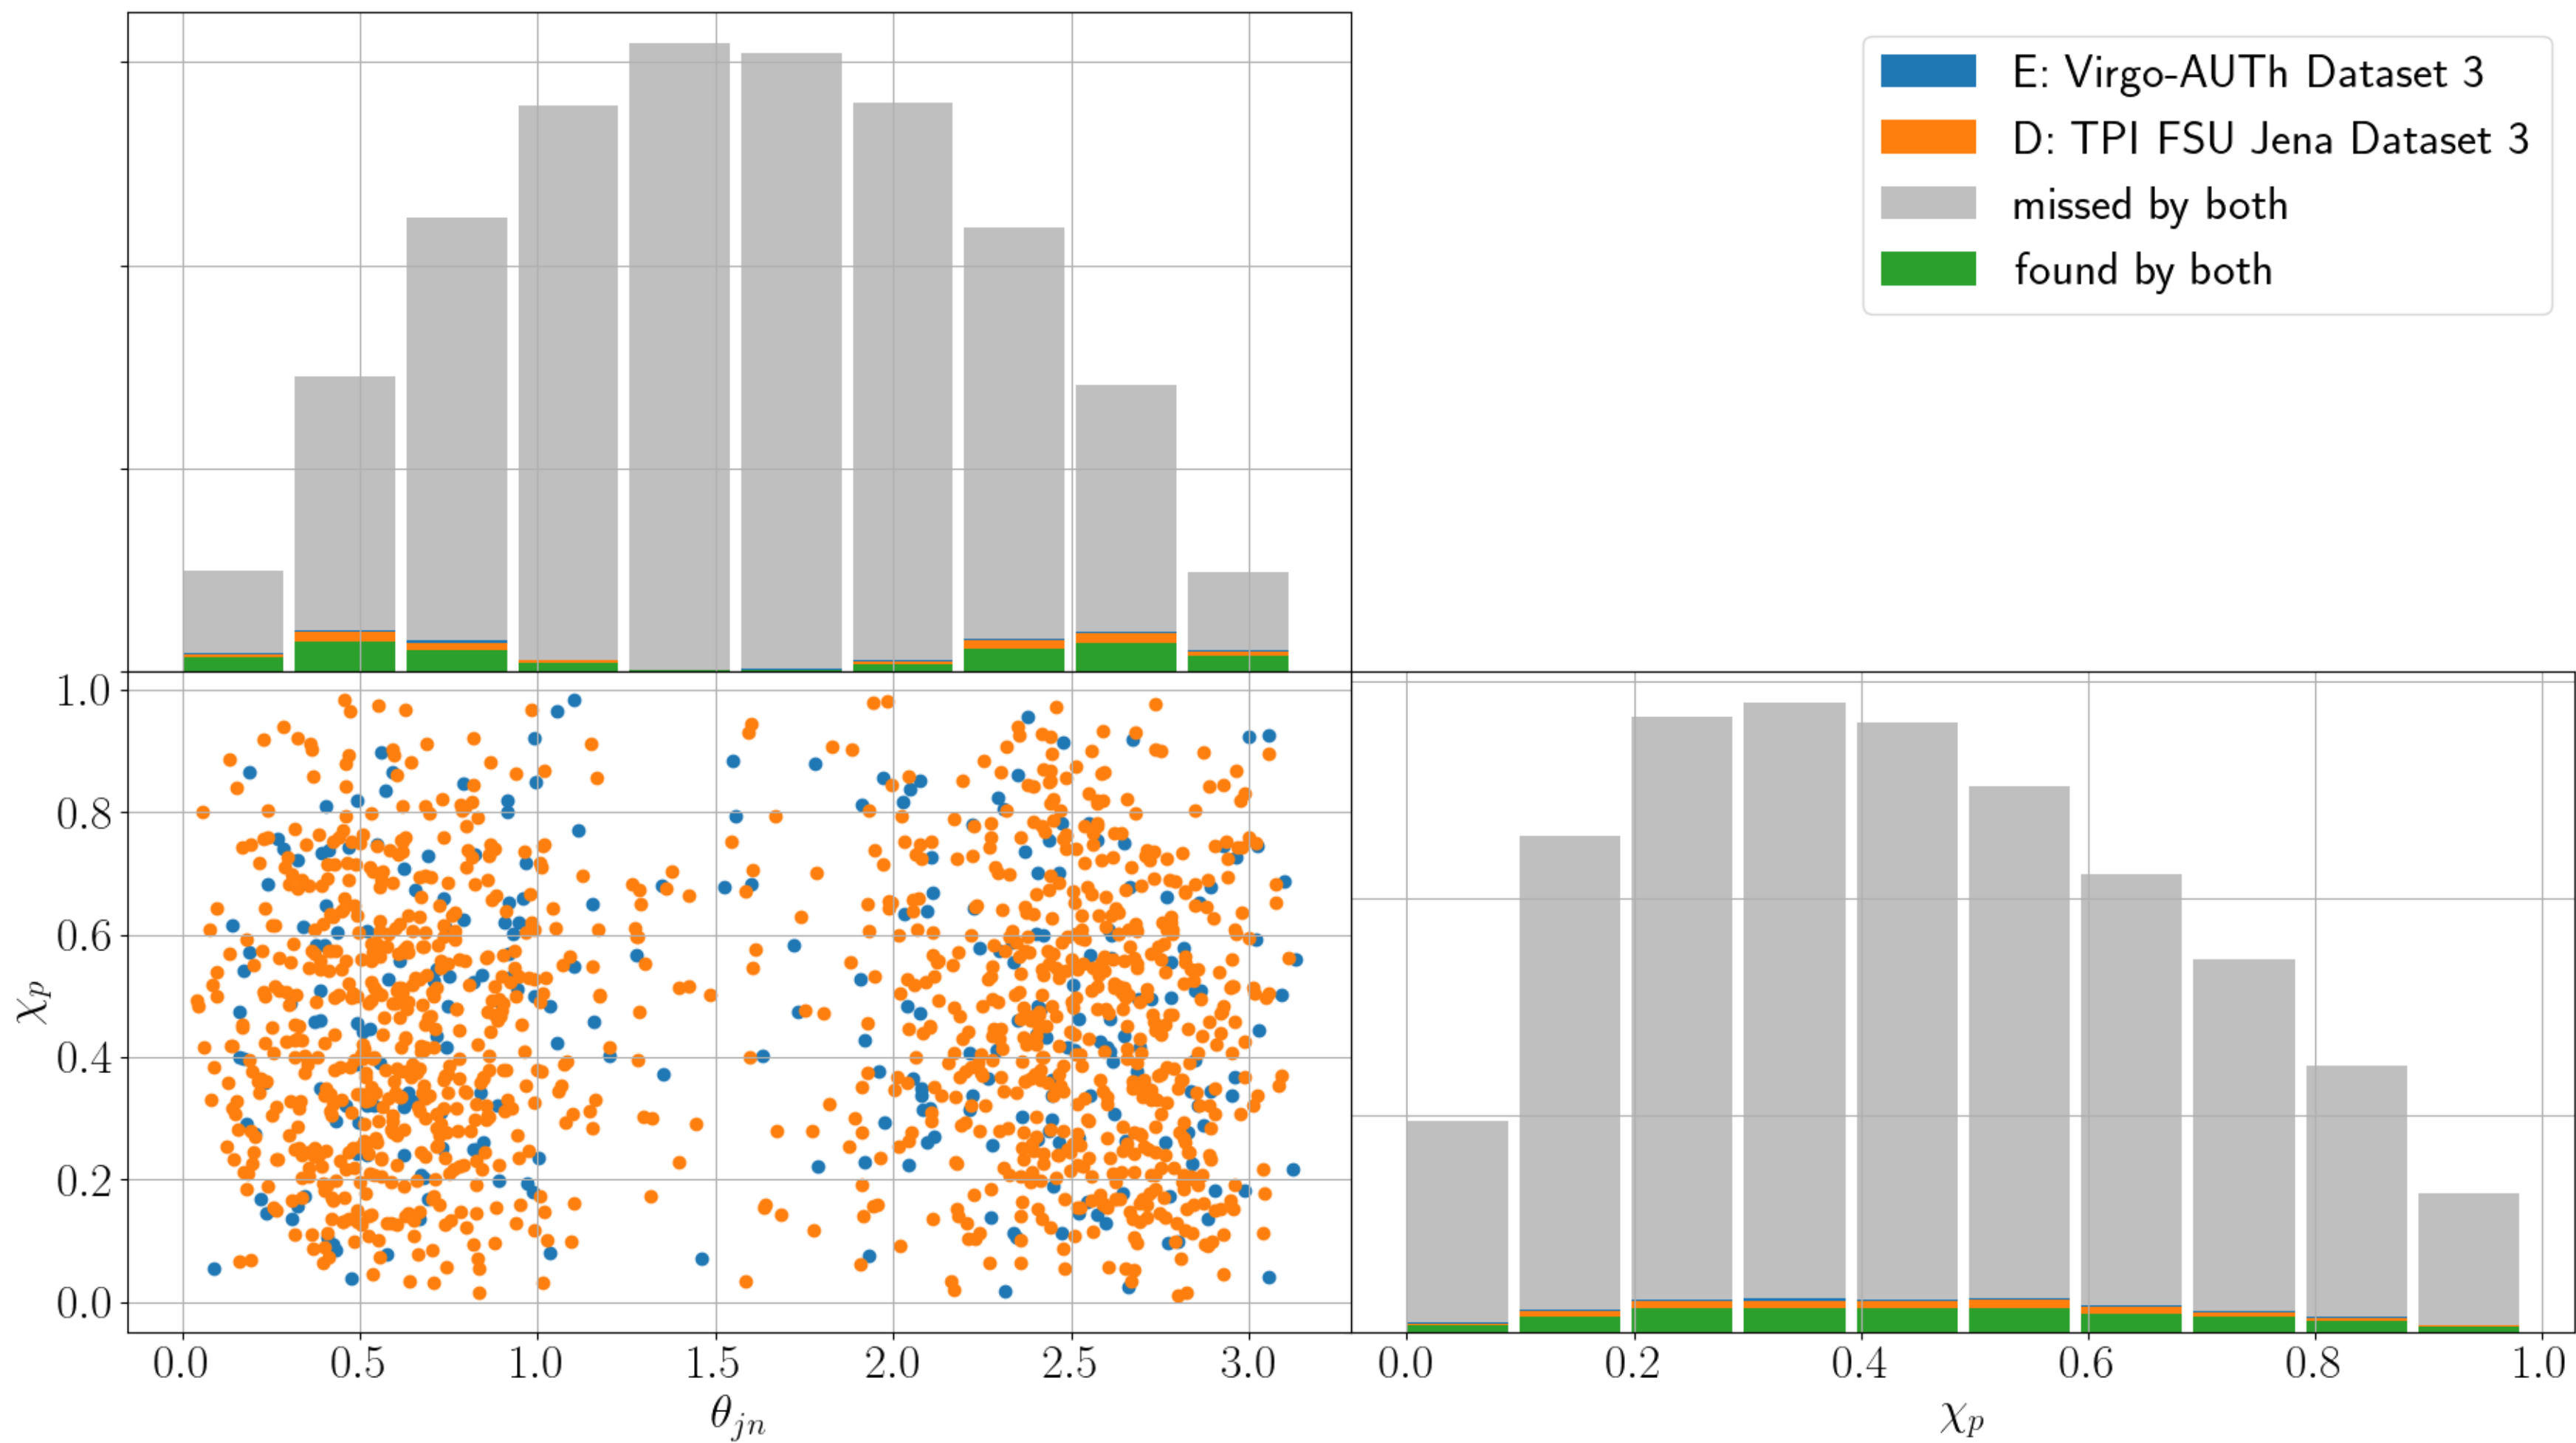 E: Virgo-AUTh Dataset 3
D: TPI FSU Jena Dataset 3
missed by both
found by both
1.0
0.8
0.6
0.4
0.2
0.0
χp
0.0 0.5 1.0 1.5 2.0 2.5 3.0
θjn
0.0 0.2 0.4 0.6 0.8 1.0
χp